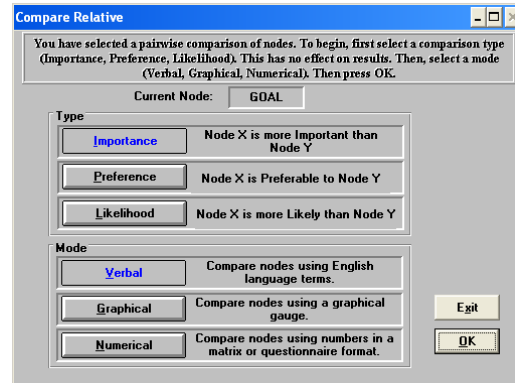 Compare Relative
You have selected a pairwise comparison of nodes. To begin, first select a comparison type
(Importance, Preference, Likelihood). This has no effect on results. Then, select a mode
(Verbal, Graphical, Numerical). Then press OK.
Current Node: GOAL
Type
Importance Node X is more Important than
Node Y
Preference Node X is Preferable to Node Y
Likelihood Node X is more Likely than Node Y
Mode
Verbal Compare nodes using English
language terms.
Graphical Compare nodes using a graphical
gauge.
Exit
Numerical Compare nodes using numbers in a
matrix or questionnaire format.
OK